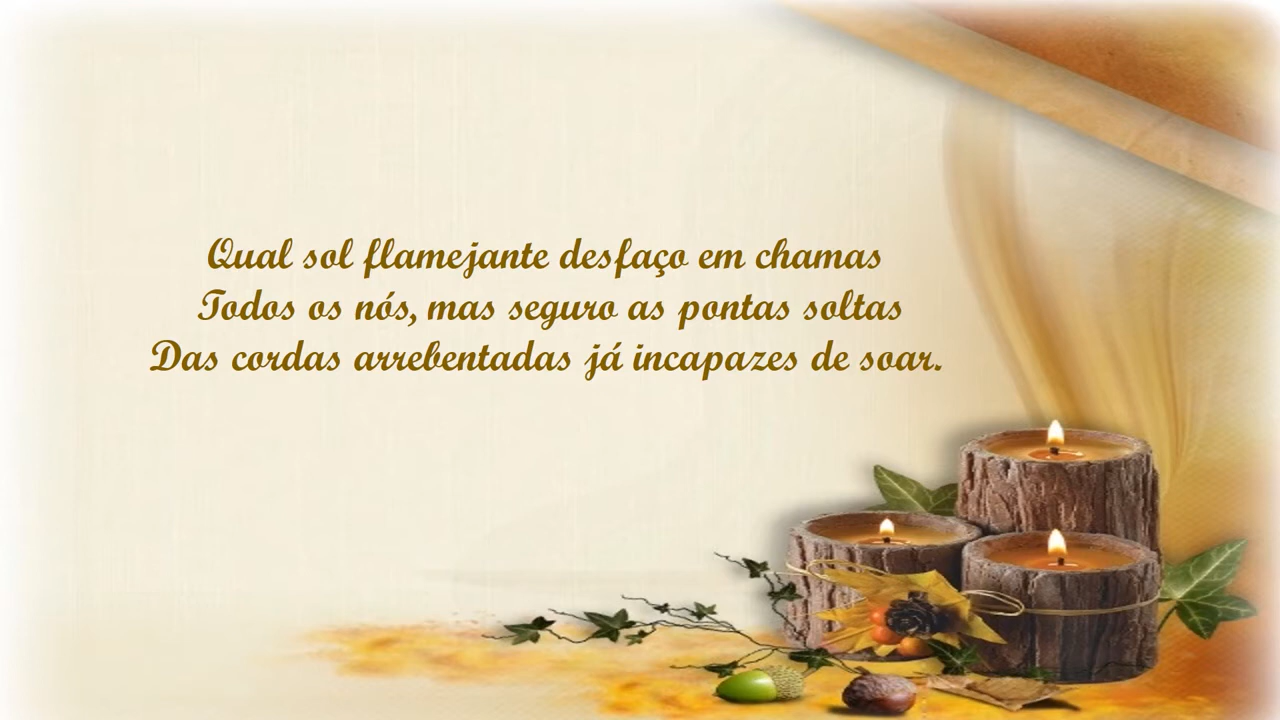 Qual sol flamejante desfaço em chamas
Todos os nós, mas seguro as pontas soltas
Das cordas arrebentadas já incapazes de soar.